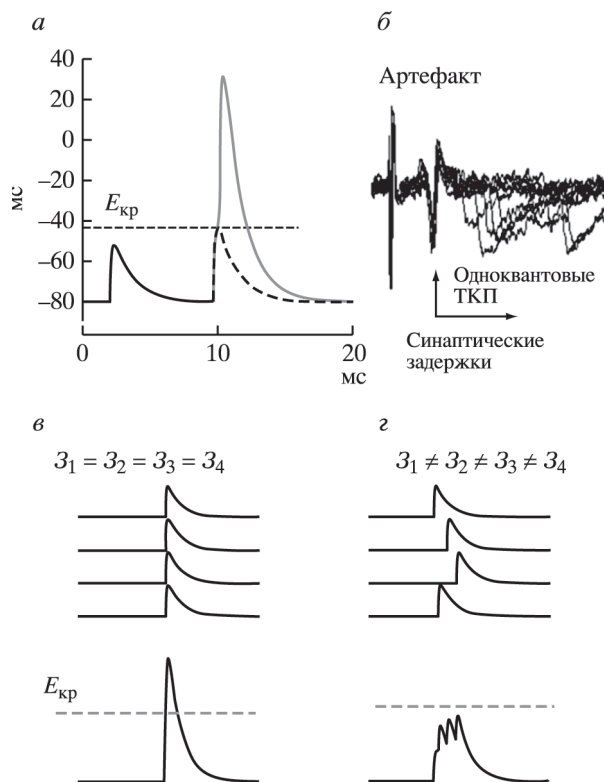 а
б
40
20
0
–20
–40
–60
–80
мс
Eкр
0
10
20
мс
Артефакт
Одноквантовые
ТКП
Синаптические
задержки
в
г
З1 = З2 = З3 = З4
З1 ≠ З2 ≠ З3 ≠ З4
Eкр